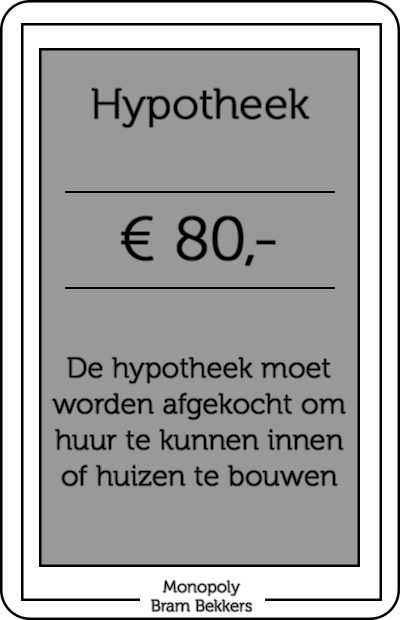 Hypotheek
€ 80,-
De hypotheek moet
worden afgekocht om
huur te kunnen innen
of huizen te bouwen
Monopoly
Bram Bekkers